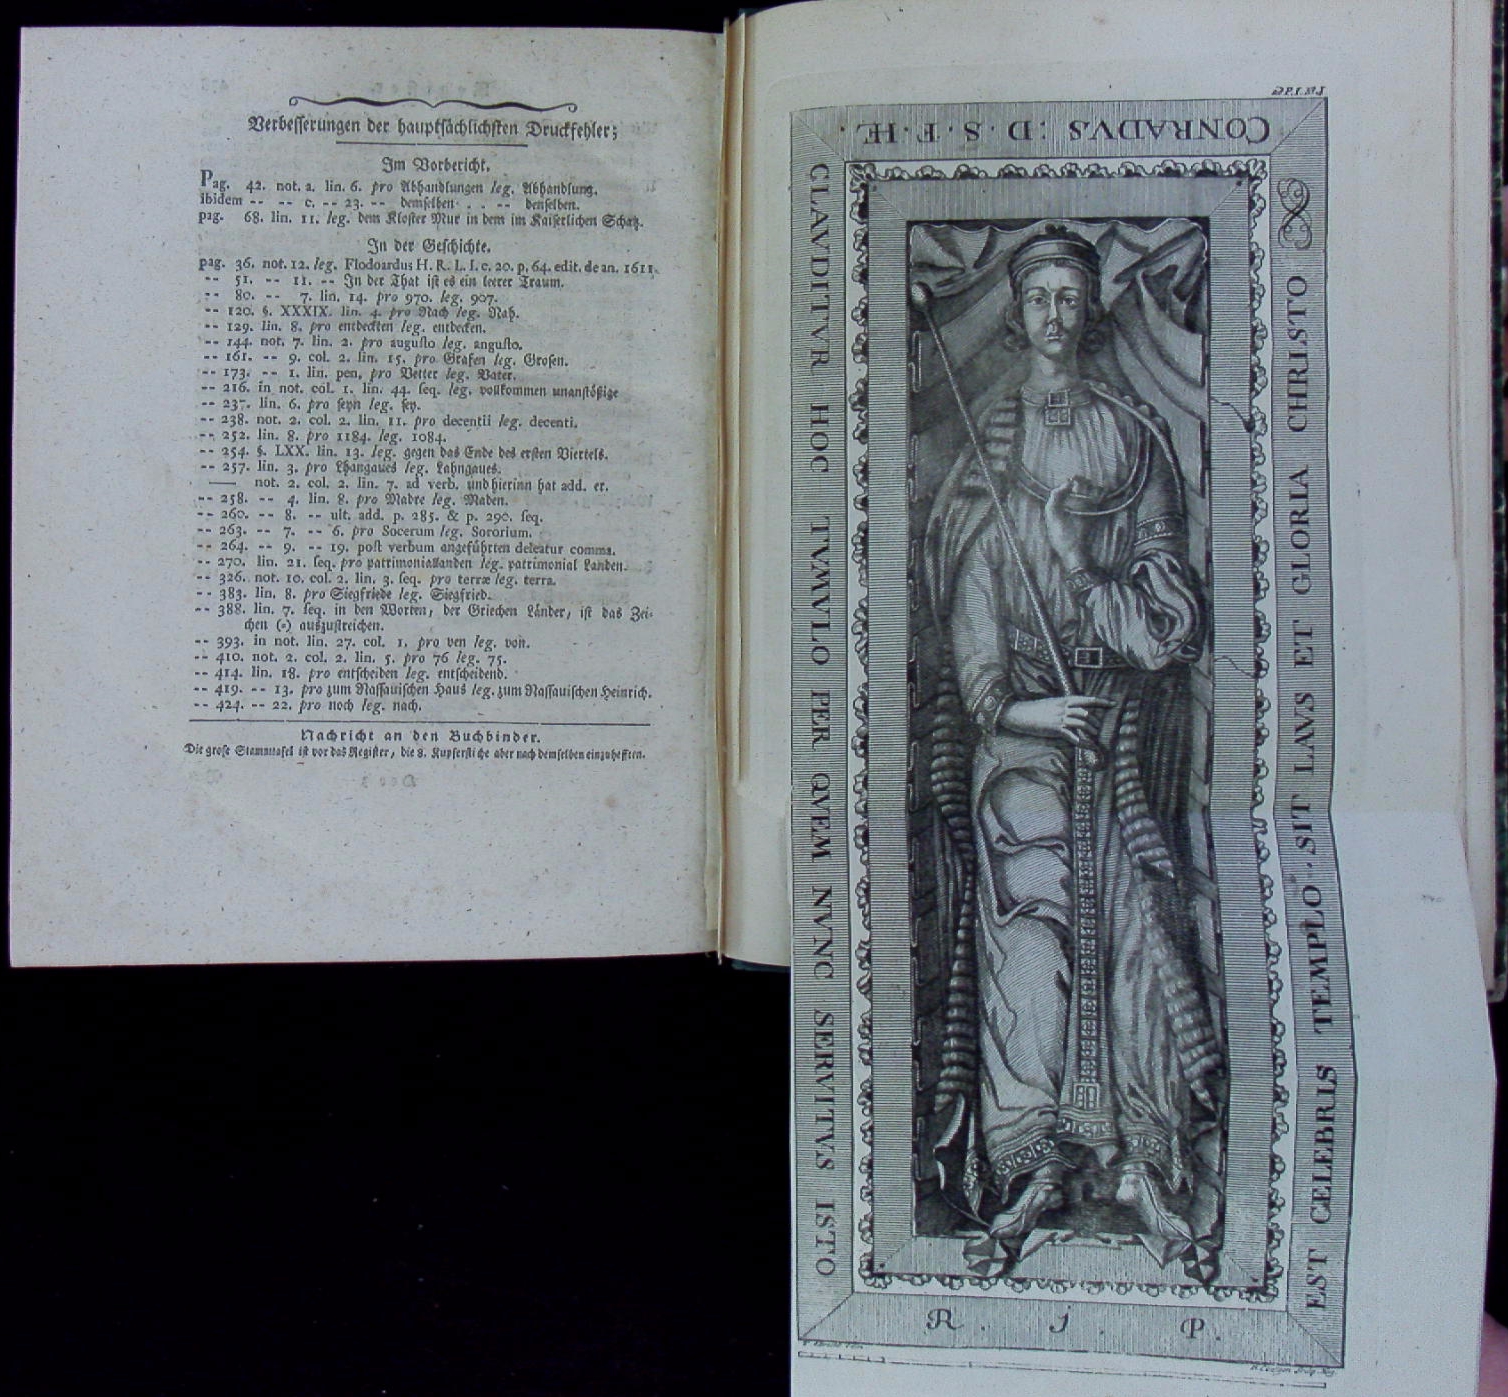 Verbesserungen der hauptsächlichsten Druckfehler;
Im Vorbericht.
Pag. 42. not. 2. lin. 6. pro Abhandlungen leg. Abhandlung.
Ibidem -- -- c. -- 23. -- demselben . . -- denselben.
pag. 68. lin. 11. leg. dem Kloster Mur in dem im Kaiserlichen Schatz.
In der Geschichte.
pag. 36. not. 12. leg. Flodoardus H. R. L. I. c. 20. p. 64. edit. de an. 1611.
-- 51. -- 11. -- In der That ist es ein leerer Traum.
-- 80. -- 7. lin. 14. pro 970. leg. 907.
-- 120. §. XXXIX. lin. 4. pro Nach leg. Nah.
-- 129. lin. 8. pro entdeckten leg. entdecken.
-- 144. not. 7. lin. 2. pro augusto leg. angusto.
-- 161. -- 9. col. 2. lin. 15. pro Grafen leg. Grosen.
-- 173. -- 1. lin. pen. pro Vetter leg. Vater.
-- 216. in not. col. 1. lin. 44. seq. leg. vollkommen unanstößige
-- 237. lin. 6. pro seyn leg. sey.
-- 238. not. 2. col. 2. lin. 11. pro decentii leg. decenti.
-- 252. lin. 8. pro 1184. leg. 1084.
-- 254. §. LXX. lin. 13. leg. gegen das Ende des ersten Viertels.
-- 257. lin. 3. pro Lhangaues leg. Lahngaues.
—— not. 2. col. 2. lin. 7. ad verb. und hierinn hat add. er.
-- 258. -- 4. lin. 8. pro Madre leg. Maden.
-- 260. -- 8. -- ult. add. p. 285. & p. 290. seq.
-- 263. -- 7. -- 6. pro Socerum leg. Sororium.
-- 264. -- 9. -- 19. post verbum angeführten deleatur comma.
-- 270. lin. 21. seq. pro patrimoniallanden leg. patrimonial Landen.
-- 326. not. 10. col. 2. lin. 3. seq. pro terræ leg. terra.
-- 383. lin. 8. pro Siegfriede leg. Siegfried.
-- 388. lin. 7. seq. in den Worten, der Griechen Länder, ist das Zei-
chen (=) auszustreichen.
-- 393. in not. lin. 27. col. 1. pro ven leg. von.
-- 410. not. 2. col. 2. lin. 5. pro 76 leg. 75.
-- 414. lin. 18. pro entscheiden leg. entscheidend.
-- 419. -- 13. pro zum Nassauischen Haus leg. zum Nassauischen Heinrich.
-- 424. -- 22. pro noch leg. nach.
Nachricht an den Buchbinder.
Die grose Stammtafel ist vor das Register, die 8. Kupferstiche aber nach demselben einzuhefften.
CONRADVS : D . S . F . HE .
CLAVDITVR HOC TVMVLO PER QVEM NVNC SERVITVS ISTO
EST CELEBRIS TEMPLO · SIT LAVS ET GLORIA CHRISTO
R . I . P .